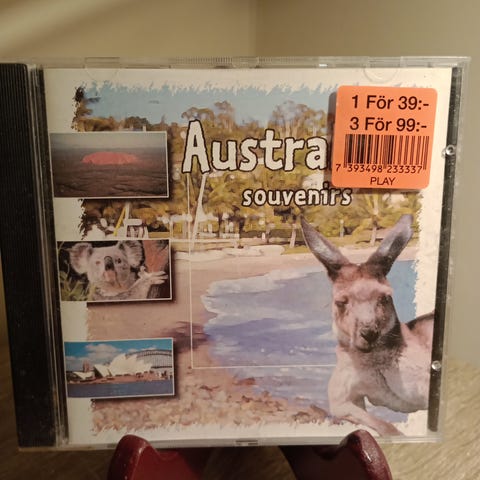 1 För 39:-
3 För 99:-
7 393498 233337
PLAY
Austra
souvenirs